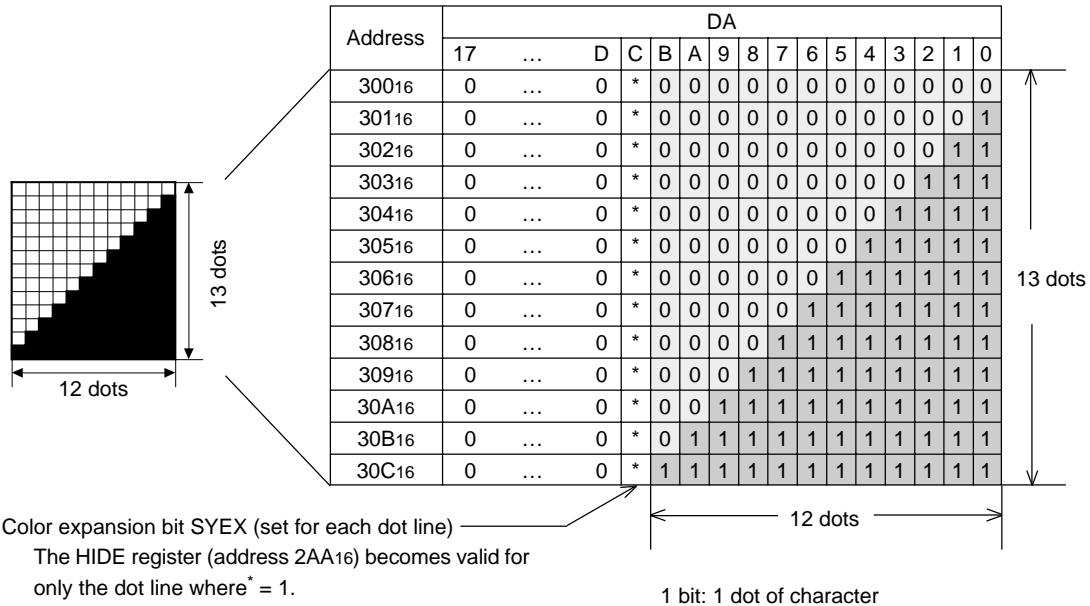 Address DA
17 … D C B A 9 8 7 6 5 4 3 2 1 0
30016 0 … 0 * 0 0 0 0 0 0 0 0 0 0 0 0
30116 0 … 0 * 0 0 0 0 0 0 0 0 0 0 0 1
30216 0 … 0 * 0 0 0 0 0 0 0 0 0 0 1 1
30316 0 … 0 * 0 0 0 0 0 0 0 0 0 1 1 1
30416 0 … 0 * 0 0 0 0 0 0 0 0 1 1 1 1
30516 0 … 0 * 0 0 0 0 0 0 0 1 1 1 1 1
30616 0 … 0 * 0 0 0 0 0 0 1 1 1 1 1 1
30716 0 … 0 * 0 0 0 0 0 1 1 1 1 1 1 1
30816 0 … 0 * 0 0 0 0 1 1 1 1 1 1 1 1
30916 0 … 0 * 0 0 0 1 1 1 1 1 1 1 1 1
30A16 0 … 0 * 0 0 1 1 1 1 1 1 1 1 1 1
30B16 0 … 0 * 0 1 1 1 1 1 1 1 1 1 1 1
30C16 0 … 0 * 1 1 1 1 1 1 1 1 1 1 1 1
13 dots
12 dots
13 dots
12 dots
Color expansion bit SYEX (set for each dot line)
The HIDE register (address 2AA16) becomes valid for
only the dot line where* = 1.
1 bit: 1 dot of character